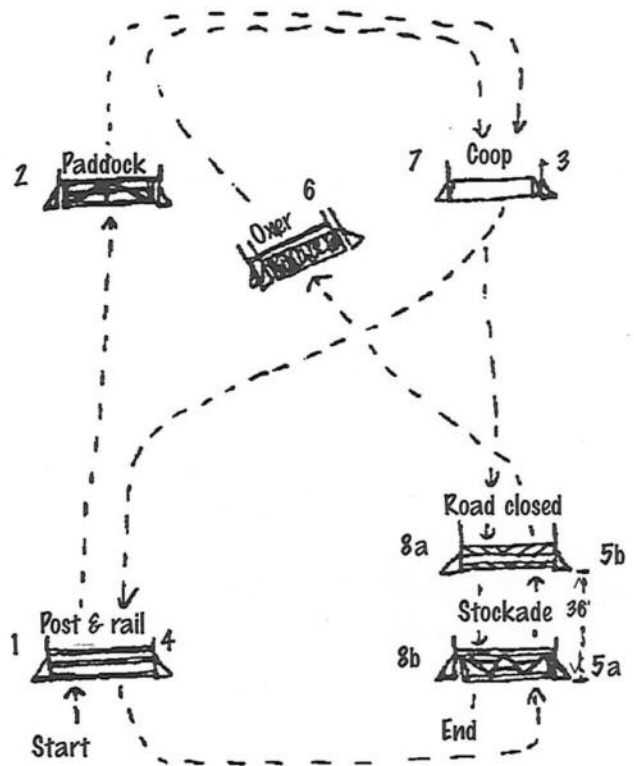 2 Paddock
7 Coop 3
6
Oxer
Road closed
8a 5b
Stockade 36'
1 Post & rail 4
8b 5a
Start
End